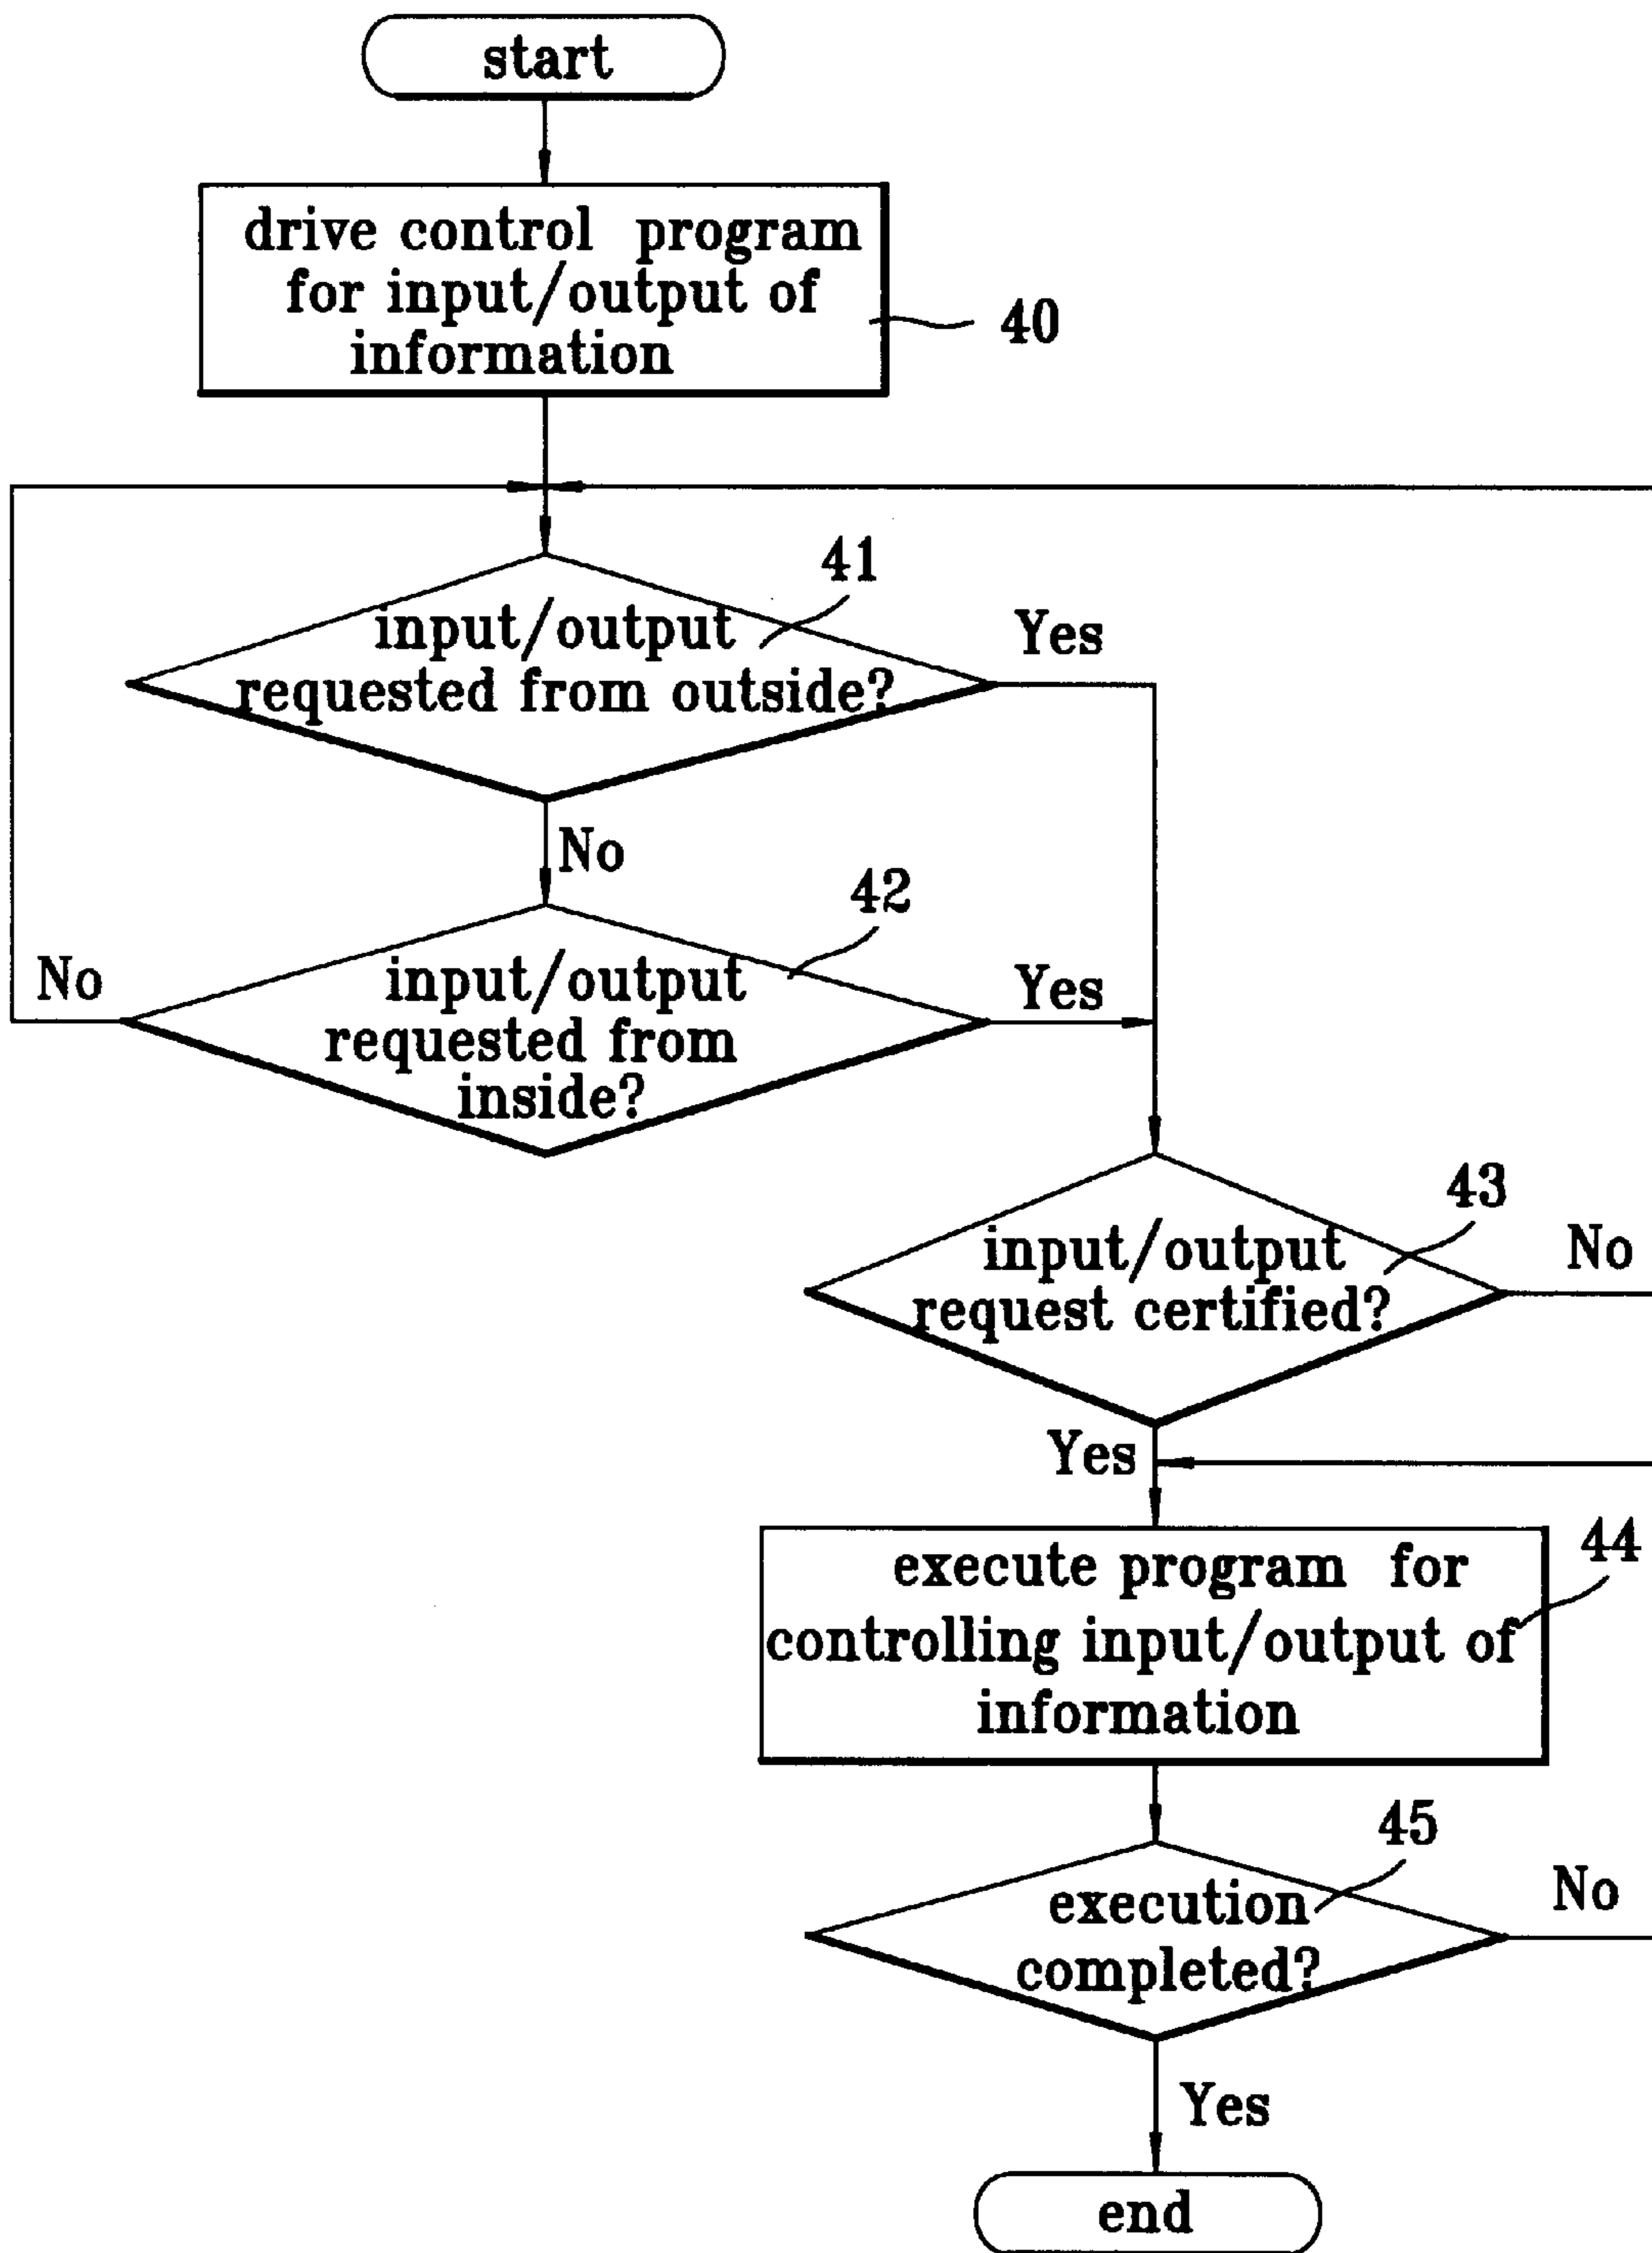 start
drive control program
for input/output of
information
40
41
input/output
requested from outside?
Yes
No
42
input/output
requested from
inside?
No
Yes
43
input/output
request certified?
No
Yes
44
execute program for
controlling input/output of
information
45
execution
completed?
No
Yes
end